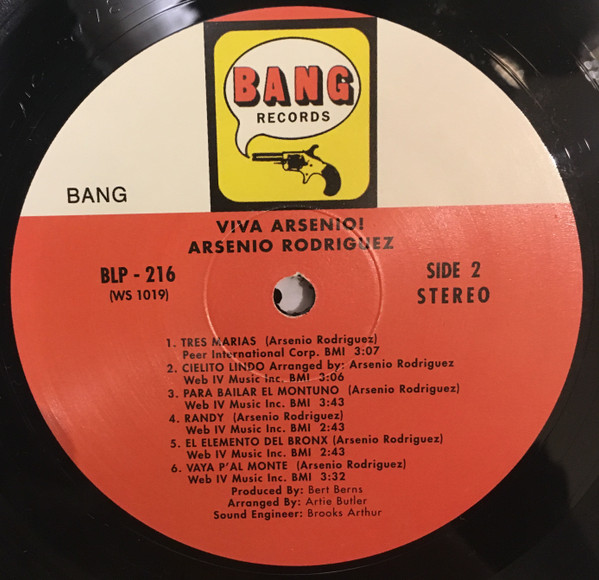 BANG
RECORDS
BANG
VIVA ARSENIO!
ARSENIO RODRIGUEZ
BLP - 216
(WS 1019)
SIDE 2
STEREO
1. TRES MARIAS (Arsenio Rodriguez)
Peer International Corp. BMI 3:07
2. CIELITO LINDO Arranged by: Arsenio Rodriguez
Web IV Music Inc. BMI 3:06
3. PARA BAILAR EL MONTUNO (Arsenio Rodriguez)
Web IV Music Inc. BMI 3:43
4. RANDY (Arsenio Rodriguez)
Web IV Music Inc. BMI 2:43
5. EL ELEMENTO DEL BRONX (Arsenio Rodriguez)
Web IV Music Inc. BMI 2:43
6. VAYA P'AL MONTE (Arsenio Rodriguez)
Web IV Music Inc. BMI 3:32
Produced By: Bert Berns
Arranged By: Artie Butler
Sound Engineer: Brooks Arthur